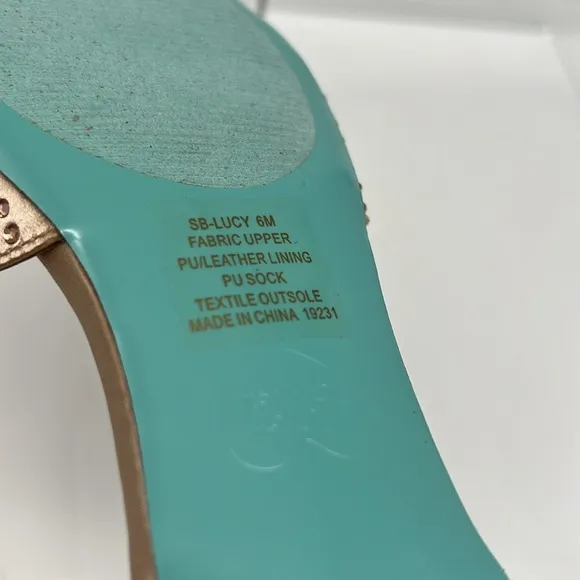 SB-LUCY 6M
FABRIC UPPER
PU/LEATHER LINING
PU SOCK
TEXTILE OUTSOLE
MADE IN CHINA 19231